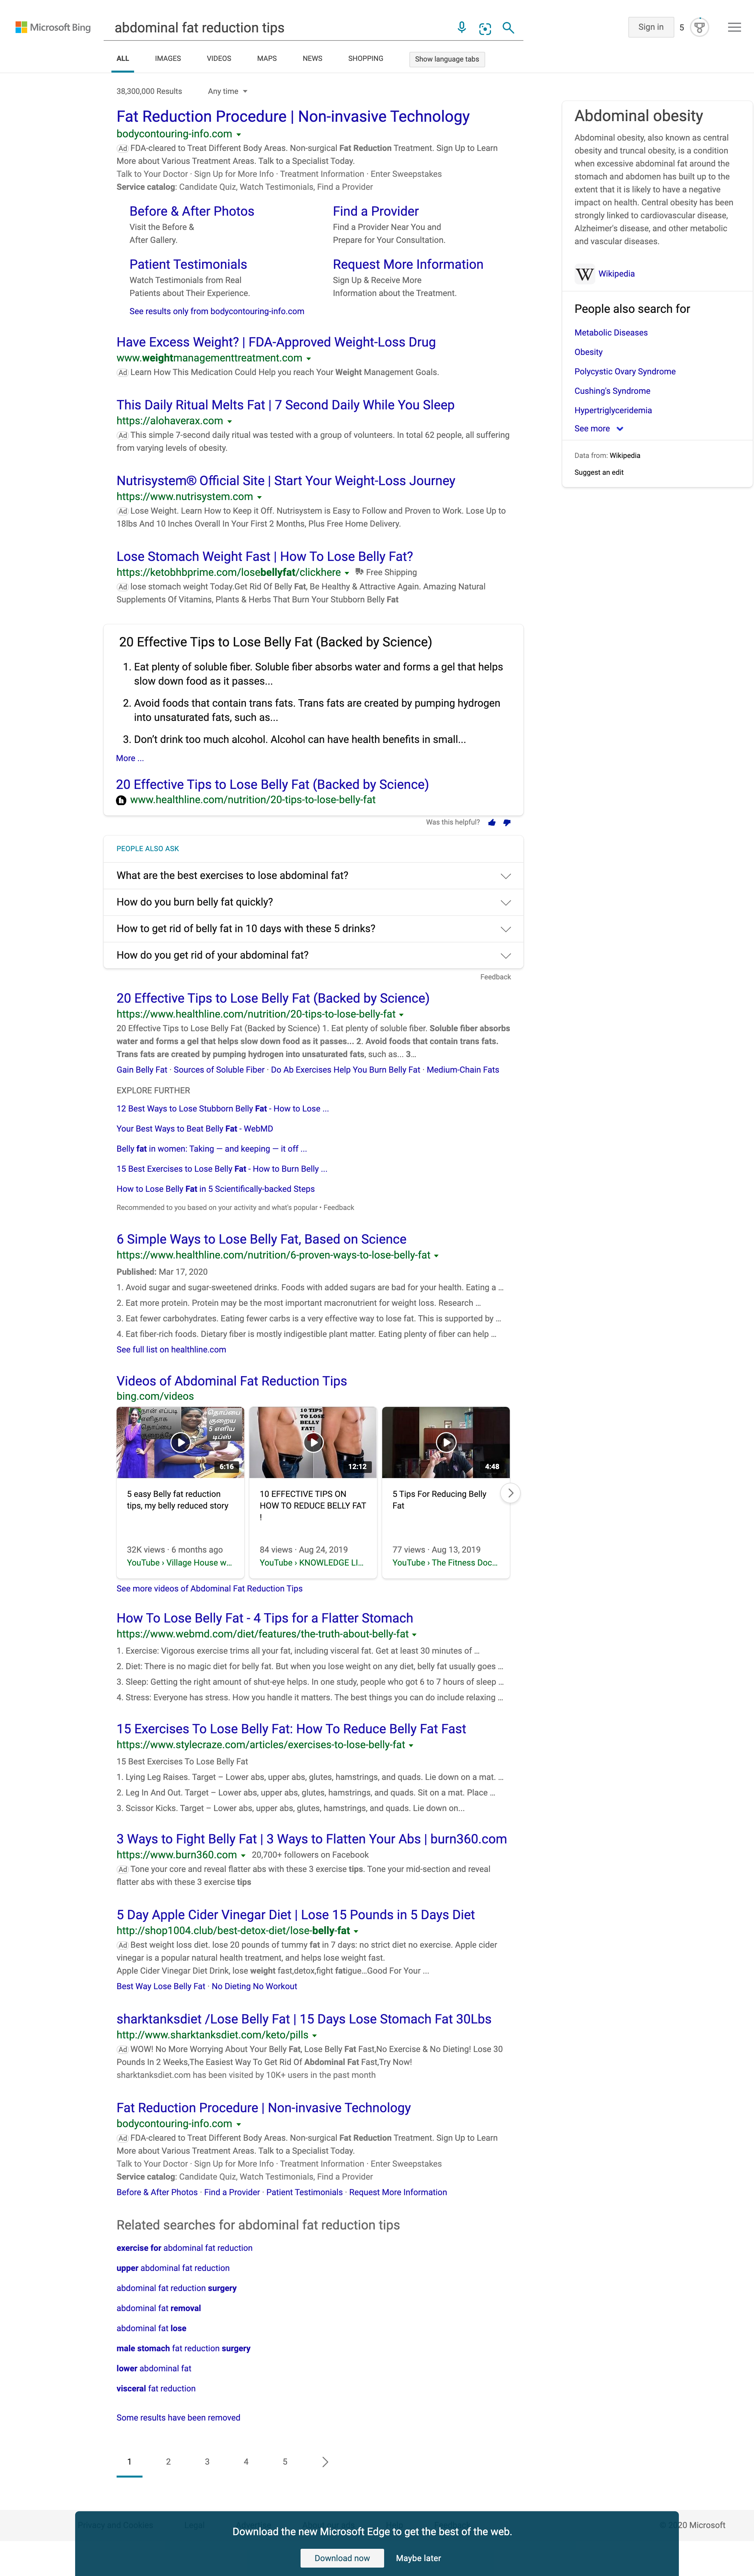 Microsoft Bing
abdominal fat reduction tips
Sign in
5
ALL
IMAGES
VIDEOS
MAPS
NEWS
SHOPPING
Show language tabs
38,300,000 Results
Any time
Fat Reduction Procedure | Non-invasive Technology
bodycontouring-info.com
Ad FDA-cleared to Treat Different Body Areas. Non-surgical Fat Reduction Treatment. Sign Up to Learn
More about Various Treatment Areas. Talk to a Specialist Today.
Talk to Your Doctor · Sign Up for More Info · Treatment Information · Enter Sweepstakes
Service catalog: Candidate Quiz, Watch Testimonials, Find a Provider
Before & After Photos
Visit the Before &
After Gallery.
Find a Provider
Find a Provider Near You and
Prepare for Your Consultation.
Patient Testimonials
Watch Testimonials from Real
Patients about Their Experience.
Request More Information
Sign Up & Receive More
Information about the Treatment.
See results only from bodycontouring-info.com
Have Excess Weight? | FDA-Approved Weight-Loss Drug
www.weightmanagementtreatment.com
Ad Learn How This Medication Could Help you reach Your Weight Management Goals.
This Daily Ritual Melts Fat | 7 Second Daily While You Sleep
https://alohaverax.com
Ad This simple 7-second daily ritual was tested with a group of volunteers. In total 62 people, all suffering
from varying levels of obesity.
Nutrisystem® Official Site | Start Your Weight-Loss Journey
https://www.nutrisystem.com
Ad Lose Weight. Learn How to Keep it Off. Nutrisystem is Easy to Follow and Proven to Work. Lose Up to
18lbs And 10 Inches Overall In Your First 2 Months, Plus Free Home Delivery.
Lose Stomach Weight Fast | How To Lose Belly Fat?
https://ketobhbprime.com/losebellyfat/clickhere
Free Shipping
Ad lose stomach weight Today.Get Rid Of Belly Fat, Be Healthy & Attractive Again. Amazing Natural
Supplements Of Vitamins, Plants & Herbs That Burn Your Stubborn Belly Fat
20 Effective Tips to Lose Belly Fat (Backed by Science)
1. Eat plenty of soluble fiber. Soluble fiber absorbs water and forms a gel that helps
slow down food as it passes...
2. Avoid foods that contain trans fats. Trans fats are created by pumping hydrogen
into unsaturated fats, such as...
3. Don't drink too much alcohol. Alcohol can have health benefits in small...
More ...
20 Effective Tips to Lose Belly Fat (Backed by Science)
www.healthline.com/nutrition/20-tips-to-lose-belly-fat
Was this helpful?
PEOPLE ALSO ASK
What are the best exercises to lose abdominal fat?
How do you burn belly fat quickly?
How to get rid of belly fat in 10 days with these 5 drinks?
How do you get rid of your abdominal fat?
Feedback
20 Effective Tips to Lose Belly Fat (Backed by Science)
https://www.healthline.com/nutrition/20-tips-to-lose-belly-fat
20 Effective Tips to Lose Belly Fat (Backed by Science) 1. Eat plenty of soluble fiber. Soluble fiber absorbs
water and forms a gel that helps slow down food as it passes... 2. Avoid foods that contain trans fats.
Trans fats are created by pumping hydrogen into unsaturated fats, such as... 3...
Gain Belly Fat · Sources of Soluble Fiber · Do Ab Exercises Help You Burn Belly Fat · Medium-Chain Fats
EXPLORE FURTHER
12 Best Ways to Lose Stubborn Belly Fat - How to Lose ...
Your Best Ways to Beat Belly Fat - WebMD
Belly fat in women: Taking — and keeping — it off ...
15 Best Exercises to Lose Belly Fat - How to Burn Belly ...
How to Lose Belly Fat in 5 Scientifically-backed Steps
Recommended to you based on your activity and what's popular • Feedback
6 Simple Ways to Lose Belly Fat, Based on Science
https://www.healthline.com/nutrition/6-proven-ways-to-lose-belly-fat
Published: Mar 17, 2020
1. Avoid sugar and sugar-sweetened drinks. Foods with added sugars are bad for your health. Eating a ...
2. Eat more protein. Protein may be the most important macronutrient for weight loss. Research ...
3. Eat fewer carbohydrates. Eating fewer carbs is a very effective way to lose fat. This is supported by ...
4. Eat fiber-rich foods. Dietary fiber is mostly indigestible plant matter. Eating plenty of fiber can help ...
See full list on healthline.com
Videos of Abdominal Fat Reduction Tips
bing.com/videos
6:16
10 TIPS
TO LOSE
BELLY
FAT!
12:12
4:48
5 easy Belly fat reduction
tips, my belly reduced story
32K views · 6 months ago
YouTube › Village House w...
10 EFFECTIVE TIPS ON
HOW TO REDUCE BELLY FAT
!
84 views · Aug 24, 2019
YouTube › KNOWLEDGE LI...
5 Tips For Reducing Belly
Fat
77 views · Aug 13, 2019
YouTube › The Fitness Doc...
See more videos of Abdominal Fat Reduction Tips
How To Lose Belly Fat - 4 Tips for a Flatter Stomach
https://www.webmd.com/diet/features/the-truth-about-belly-fat
1. Exercise: Vigorous exercise trims all your fat, including visceral fat. Get at least 30 minutes of ...
2. Diet: There is no magic diet for belly fat. But when you lose weight on any diet, belly fat usually goes ...
3. Sleep: Getting the right amount of shut-eye helps. In one study, people who got 6 to 7 hours of sleep ...
4. Stress: Everyone has stress. How you handle it matters. The best things you can do include relaxing ...
15 Exercises To Lose Belly Fat: How To Reduce Belly Fat Fast
https://www.stylecraze.com/articles/exercises-to-lose-belly-fat
15 Best Exercises To Lose Belly Fat
1. Lying Leg Raises. Target – Lower abs, upper abs, glutes, hamstrings, and quads. Lie down on a mat. ...
2. Leg In And Out. Target – Lower abs, upper abs, glutes, hamstrings, and quads. Sit on a mat. Place ...
3. Scissor Kicks. Target – Lower abs, upper abs, glutes, hamstrings, and quads. Lie down on...
3 Ways to Fight Belly Fat | 3 Ways to Flatten Your Abs | burn360.com
https://www.burn360.com
20,700+ followers on Facebook
Ad Tone your core and reveal flatter abs with these 3 exercise tips. Tone your mid-section and reveal
flatter abs with these 3 exercise tips
5 Day Apple Cider Vinegar Diet | Lose 15 Pounds in 5 Days Diet
http://shop1004.club/best-detox-diet/lose-belly-fat
Ad Best weight loss diet. lose 20 pounds of tummy fat in 7 days: no strict diet no exercise. Apple cider
vinegar is a popular natural health treatment, and helps lose weight fast.
Apple Cider Vinegar Diet Drink, lose weight fast,detox,fight fatigue...Good For Your ...
Best Way Lose Belly Fat · No Dieting No Workout
sharktanksdiet /Lose Belly Fat | 15 Days Lose Stomach Fat 30Lbs
http://www.sharktanksdiet.com/keto/pills
Ad WOW! No More Worrying About Your Belly Fat, Lose Belly Fat Fast,No Exercise & No Dieting! Lose 30
Pounds In 2 Weeks,The Easiest Way To Get Rid Of Abdominal Fat Fast,Try Now!
sharktanksdiet.com has been visited by 10K+ users in the past month
Fat Reduction Procedure | Non-invasive Technology
bodycontouring-info.com
Ad FDA-cleared to Treat Different Body Areas. Non-surgical Fat Reduction Treatment. Sign Up to Learn
More about Various Treatment Areas. Talk to a Specialist Today.
Talk to Your Doctor · Sign Up for More Info · Treatment Information · Enter Sweepstakes
Service catalog: Candidate Quiz, Watch Testimonials, Find a Provider
Before & After Photos · Find a Provider · Patient Testimonials · Request More Information
Related searches for abdominal fat reduction tips
exercise for abdominal fat reduction
upper abdominal fat reduction
abdominal fat reduction surgery
abdominal fat removal
abdominal fat lose
male stomach fat reduction surgery
lower abdominal fat
visceral fat reduction
Some results have been removed
1
2
3
4
5
Abdominal obesity
Abdominal obesity, also known as central
obesity and truncal obesity, is a condition
when excessive abdominal fat around the
stomach and abdomen has built up to the
extent that it is likely to have a negative
impact on health. Central obesity has been
strongly linked to cardiovascular disease,
Alzheimer's disease, and other metabolic
and vascular diseases.
W Wikipedia
People also search for
Metabolic Diseases
Obesity
Polycystic Ovary Syndrome
Cushing's Syndrome
Hypertriglyceridemia
See more
Data from: Wikipedia
Suggest an edit
20 Microsoft
Download the new Microsoft Edge to get the best of the web.
Download now
Maybe later